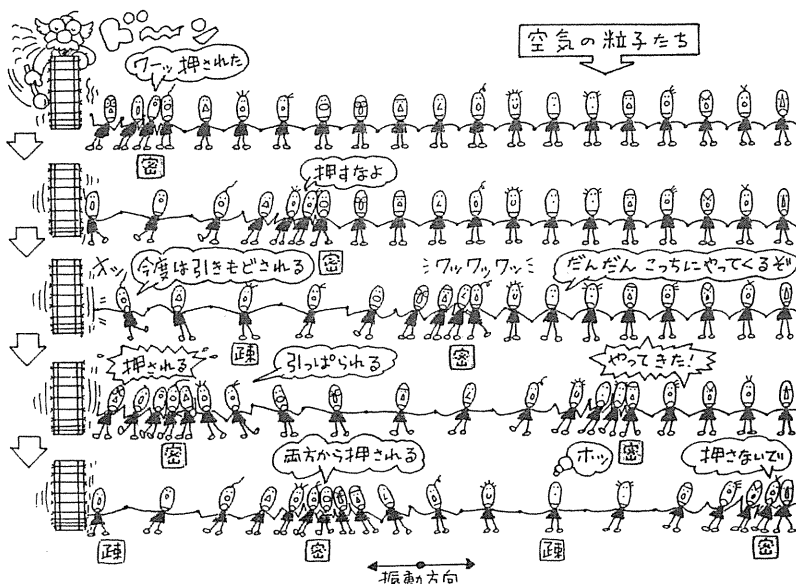 空気の粒子たち
ワーッ 押された
密
押すなよ
密
オッ
今度は引きもどされる
ワッワッワッ
だんだん こっちにやってくるぞ
疎
密
押される
引っぱられる
やってきた!
密
密
両方から押される
ホッ
押さないで
疎
密
疎
密
振動方向